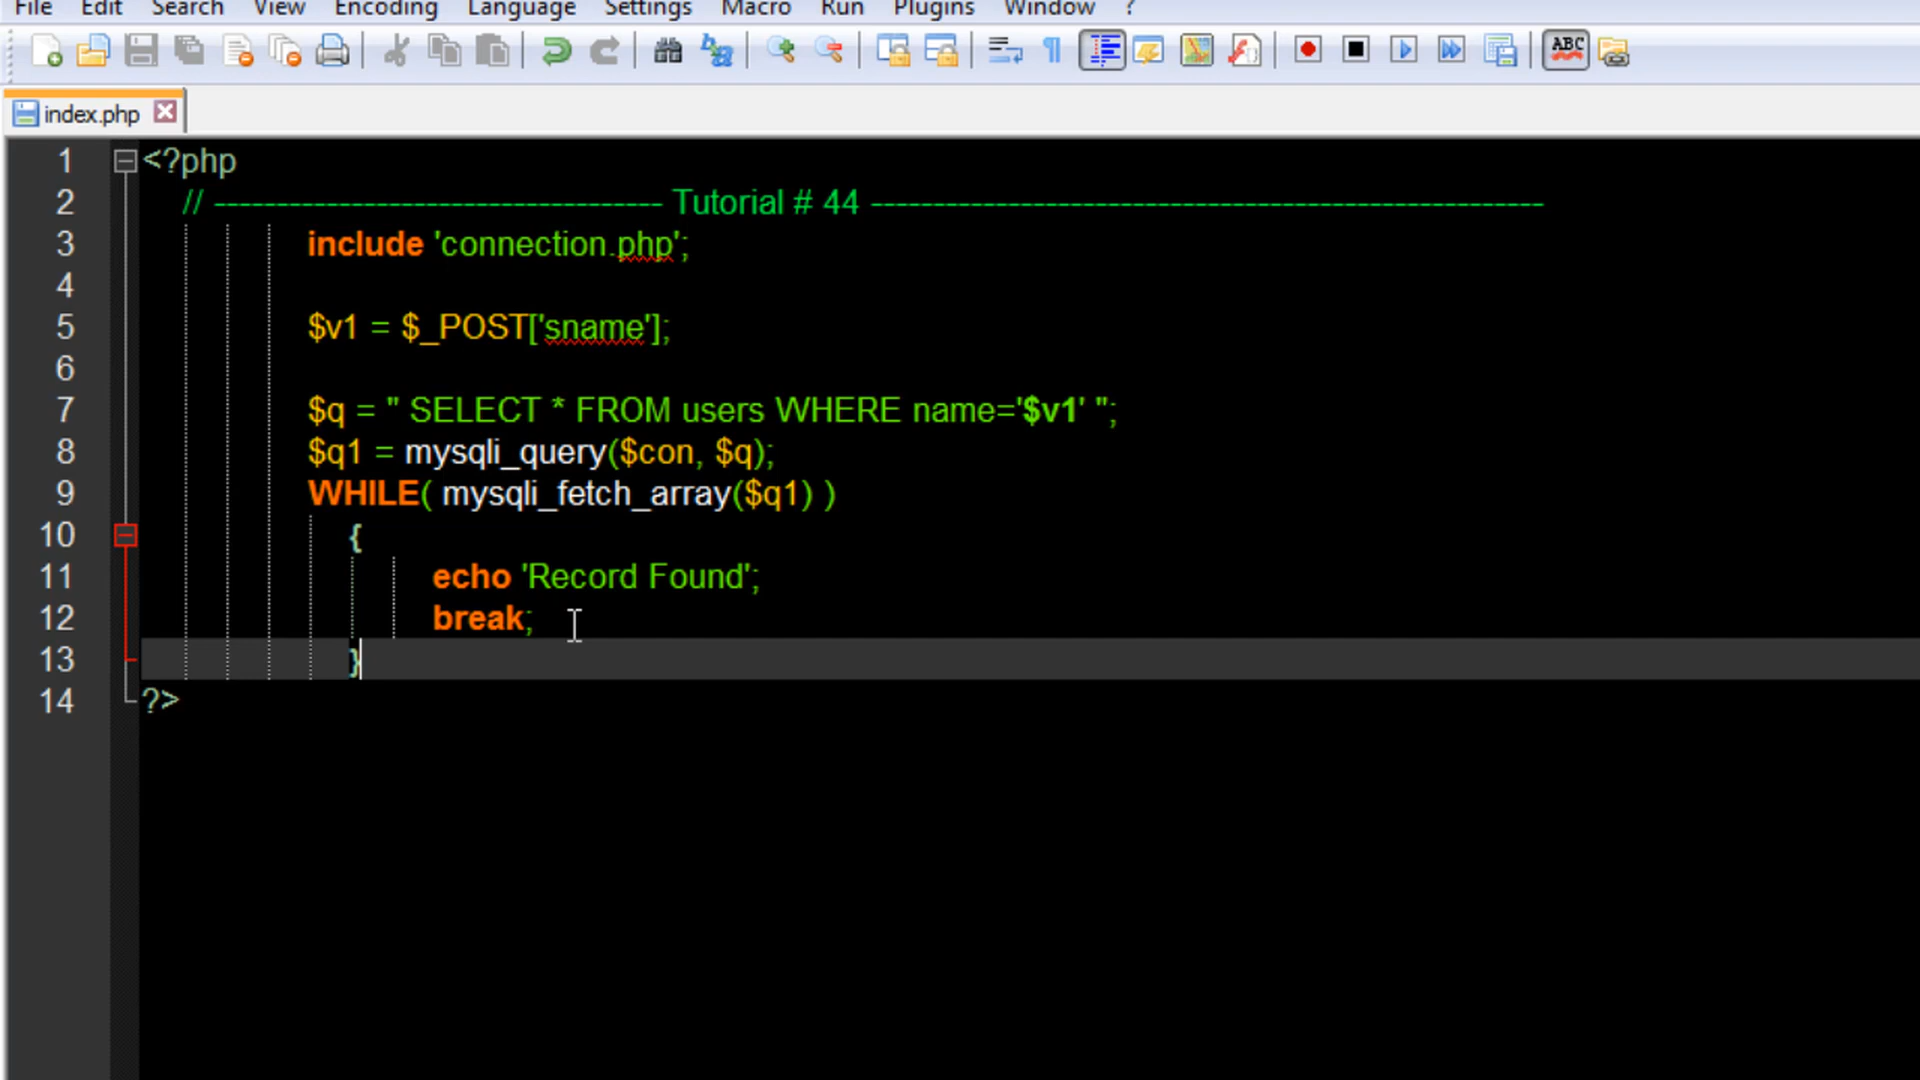 File Edit Search View Encoding Language Settings Macro Run Plugins Window ?
ABC
index.php
1 <?php
2 // ------------------------------------ Tutorial # 44 ------------------------------------------------------
3 include 'connection.php';
4
5 $v1 = $_POST['sname'];
6
7 $q = " SELECT * FROM users WHERE name='$v1' ";
8 $q1 = mysqli_query($con, $q);
9 WHILE( mysqli_fetch_array($q1) )
10 {
11 echo 'Record Found';
12 break;
13 }
14 ?>